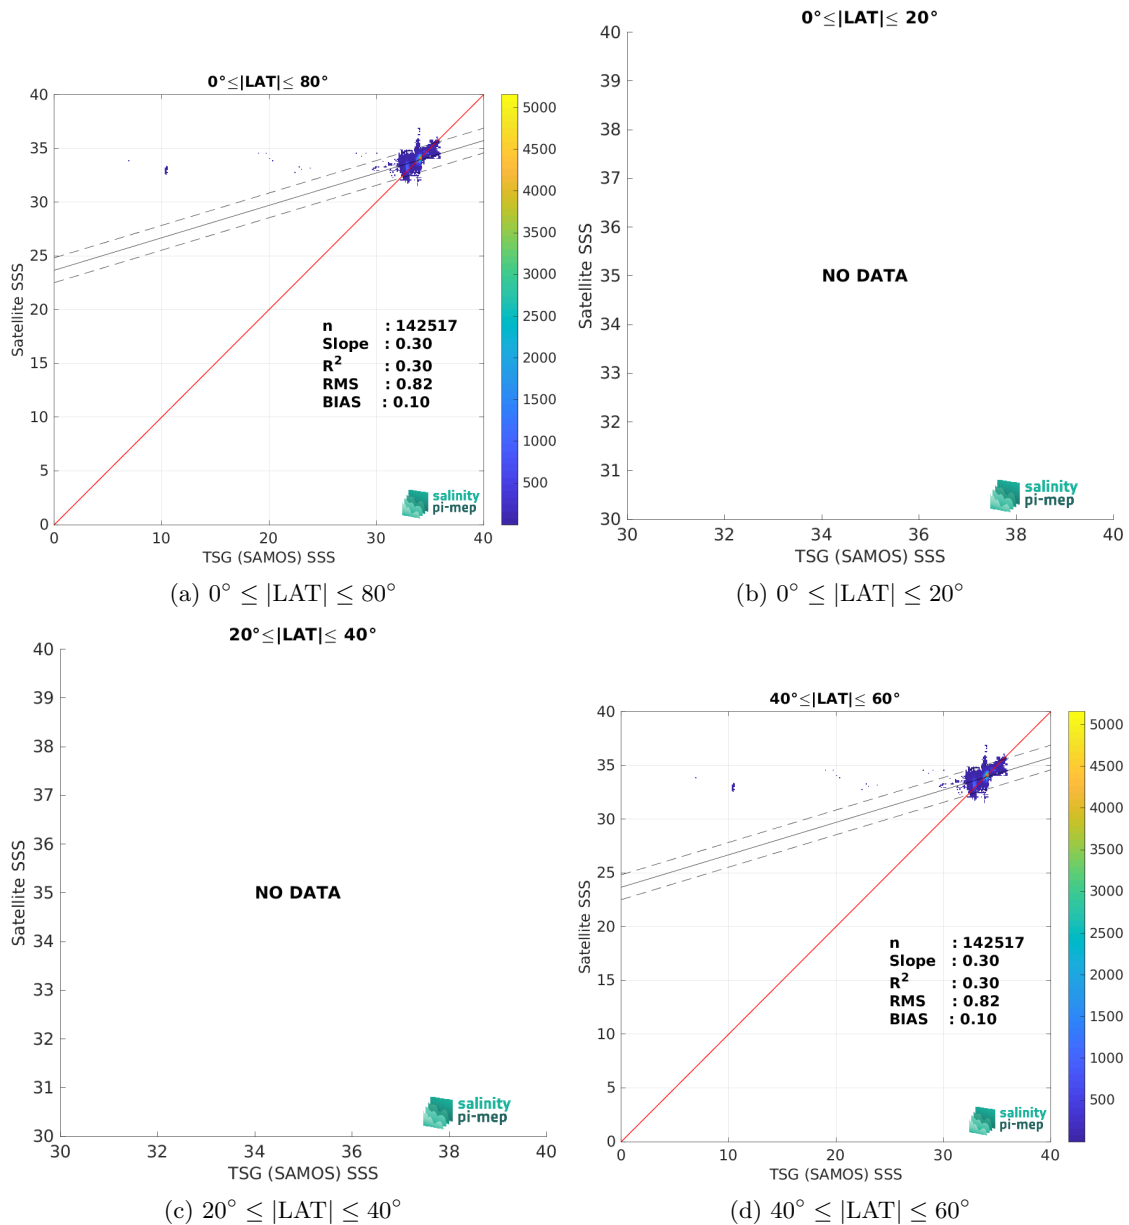 0°≤|LAT|≤ 80°
40
35
30
25
20
15
10
5
0
0
10
20
30
40
Satellite SSS
TSG (SAMOS) SSS
n : 142517
Slope : 0.30
R² : 0.30
RMS : 0.82
BIAS : 0.10
salinity
pi-mep
5000
4500
4000
3500
3000
2500
2000
1500
1000
500
(a) 0° ≤ |LAT| ≤ 80°
0°≤|LAT|≤ 20°
40
39
38
37
36
35
34
33
32
31
30
30
32
34
36
38
40
Satellite SSS
TSG (SAMOS) SSS
NO DATA
salinity
pi-mep
(b) 0° ≤ |LAT| ≤ 20°
20°≤|LAT|≤ 40°
40
39
38
37
36
35
34
33
32
31
30
30
32
34
36
38
40
Satellite SSS
TSG (SAMOS) SSS
NO DATA
salinity
pi-mep
(c) 20° ≤ |LAT| ≤ 40°
40°≤|LAT|≤ 60°
40
35
30
25
20
15
10
5
0
0
10
20
30
40
Satellite SSS
TSG (SAMOS) SSS
n : 142517
Slope : 0.30
R² : 0.30
RMS : 0.82
BIAS : 0.10
salinity
pi-mep
5000
4500
4000
3500
3000
2500
2000
1500
1000
500
(d) 40° ≤ |LAT| ≤ 60°